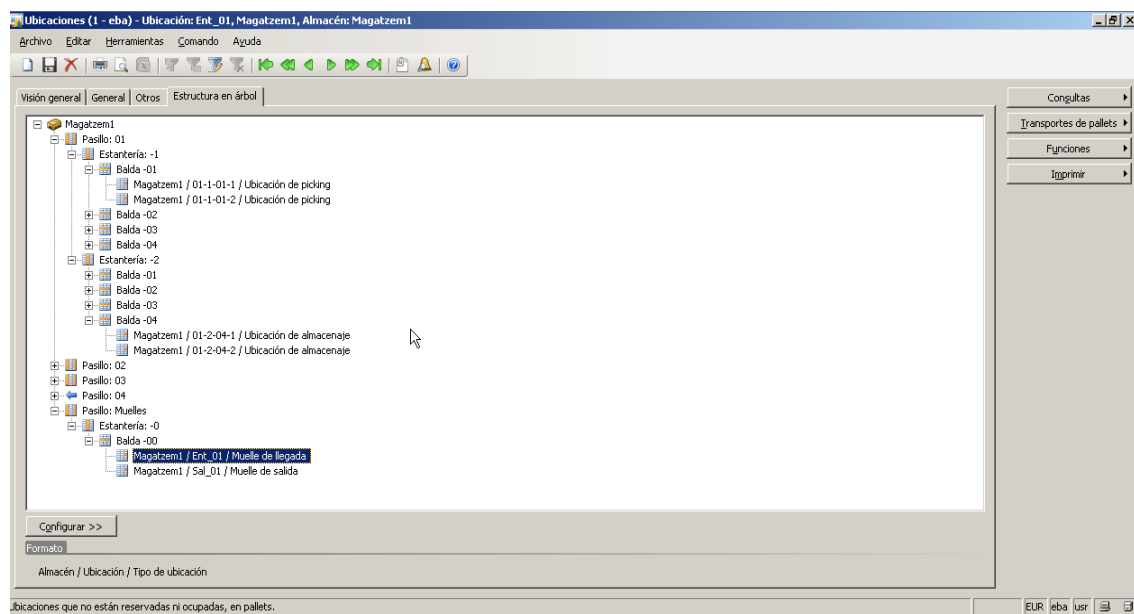 Ubicaciones (1 - eba) - Ubicación: Ent_01, Magatzem1, Almacén: Magatzem1
Archivo Editar Herramientas Comando Ayuda
Visión general General Otros Estructura en árbol
Consultas
Transportes de pallets
Funciones
Imprimir
Magatzem1
Pasillo: 01
Estantería: -1
Balda -01
Magatzem1 / 01-1-01-1 / Ubicación de picking
Magatzem1 / 01-1-01-2 / Ubicación de picking
Balda -02
Balda -03
Balda -04
Estantería: -2
Balda -01
Balda -02
Balda -03
Balda -04
Magatzem1 / 01-2-04-1 / Ubicación de almacenaje
Magatzem1 / 01-2-04-2 / Ubicación de almacenaje
Pasillo: 02
Pasillo: 03
Pasillo: 04
Pasillo: Muelles
Estantería: -0
Balda -00
Magatzem1 / Ent_01 / Muelle de llegada
Magatzem1 / Sal_01 / Muelle de salida
Configurar >>
Formato
Almacén / Ubicación / Tipo de ubicación
Ubicaciones que no están reservadas ni ocupadas, en pallets. EUR eba usr